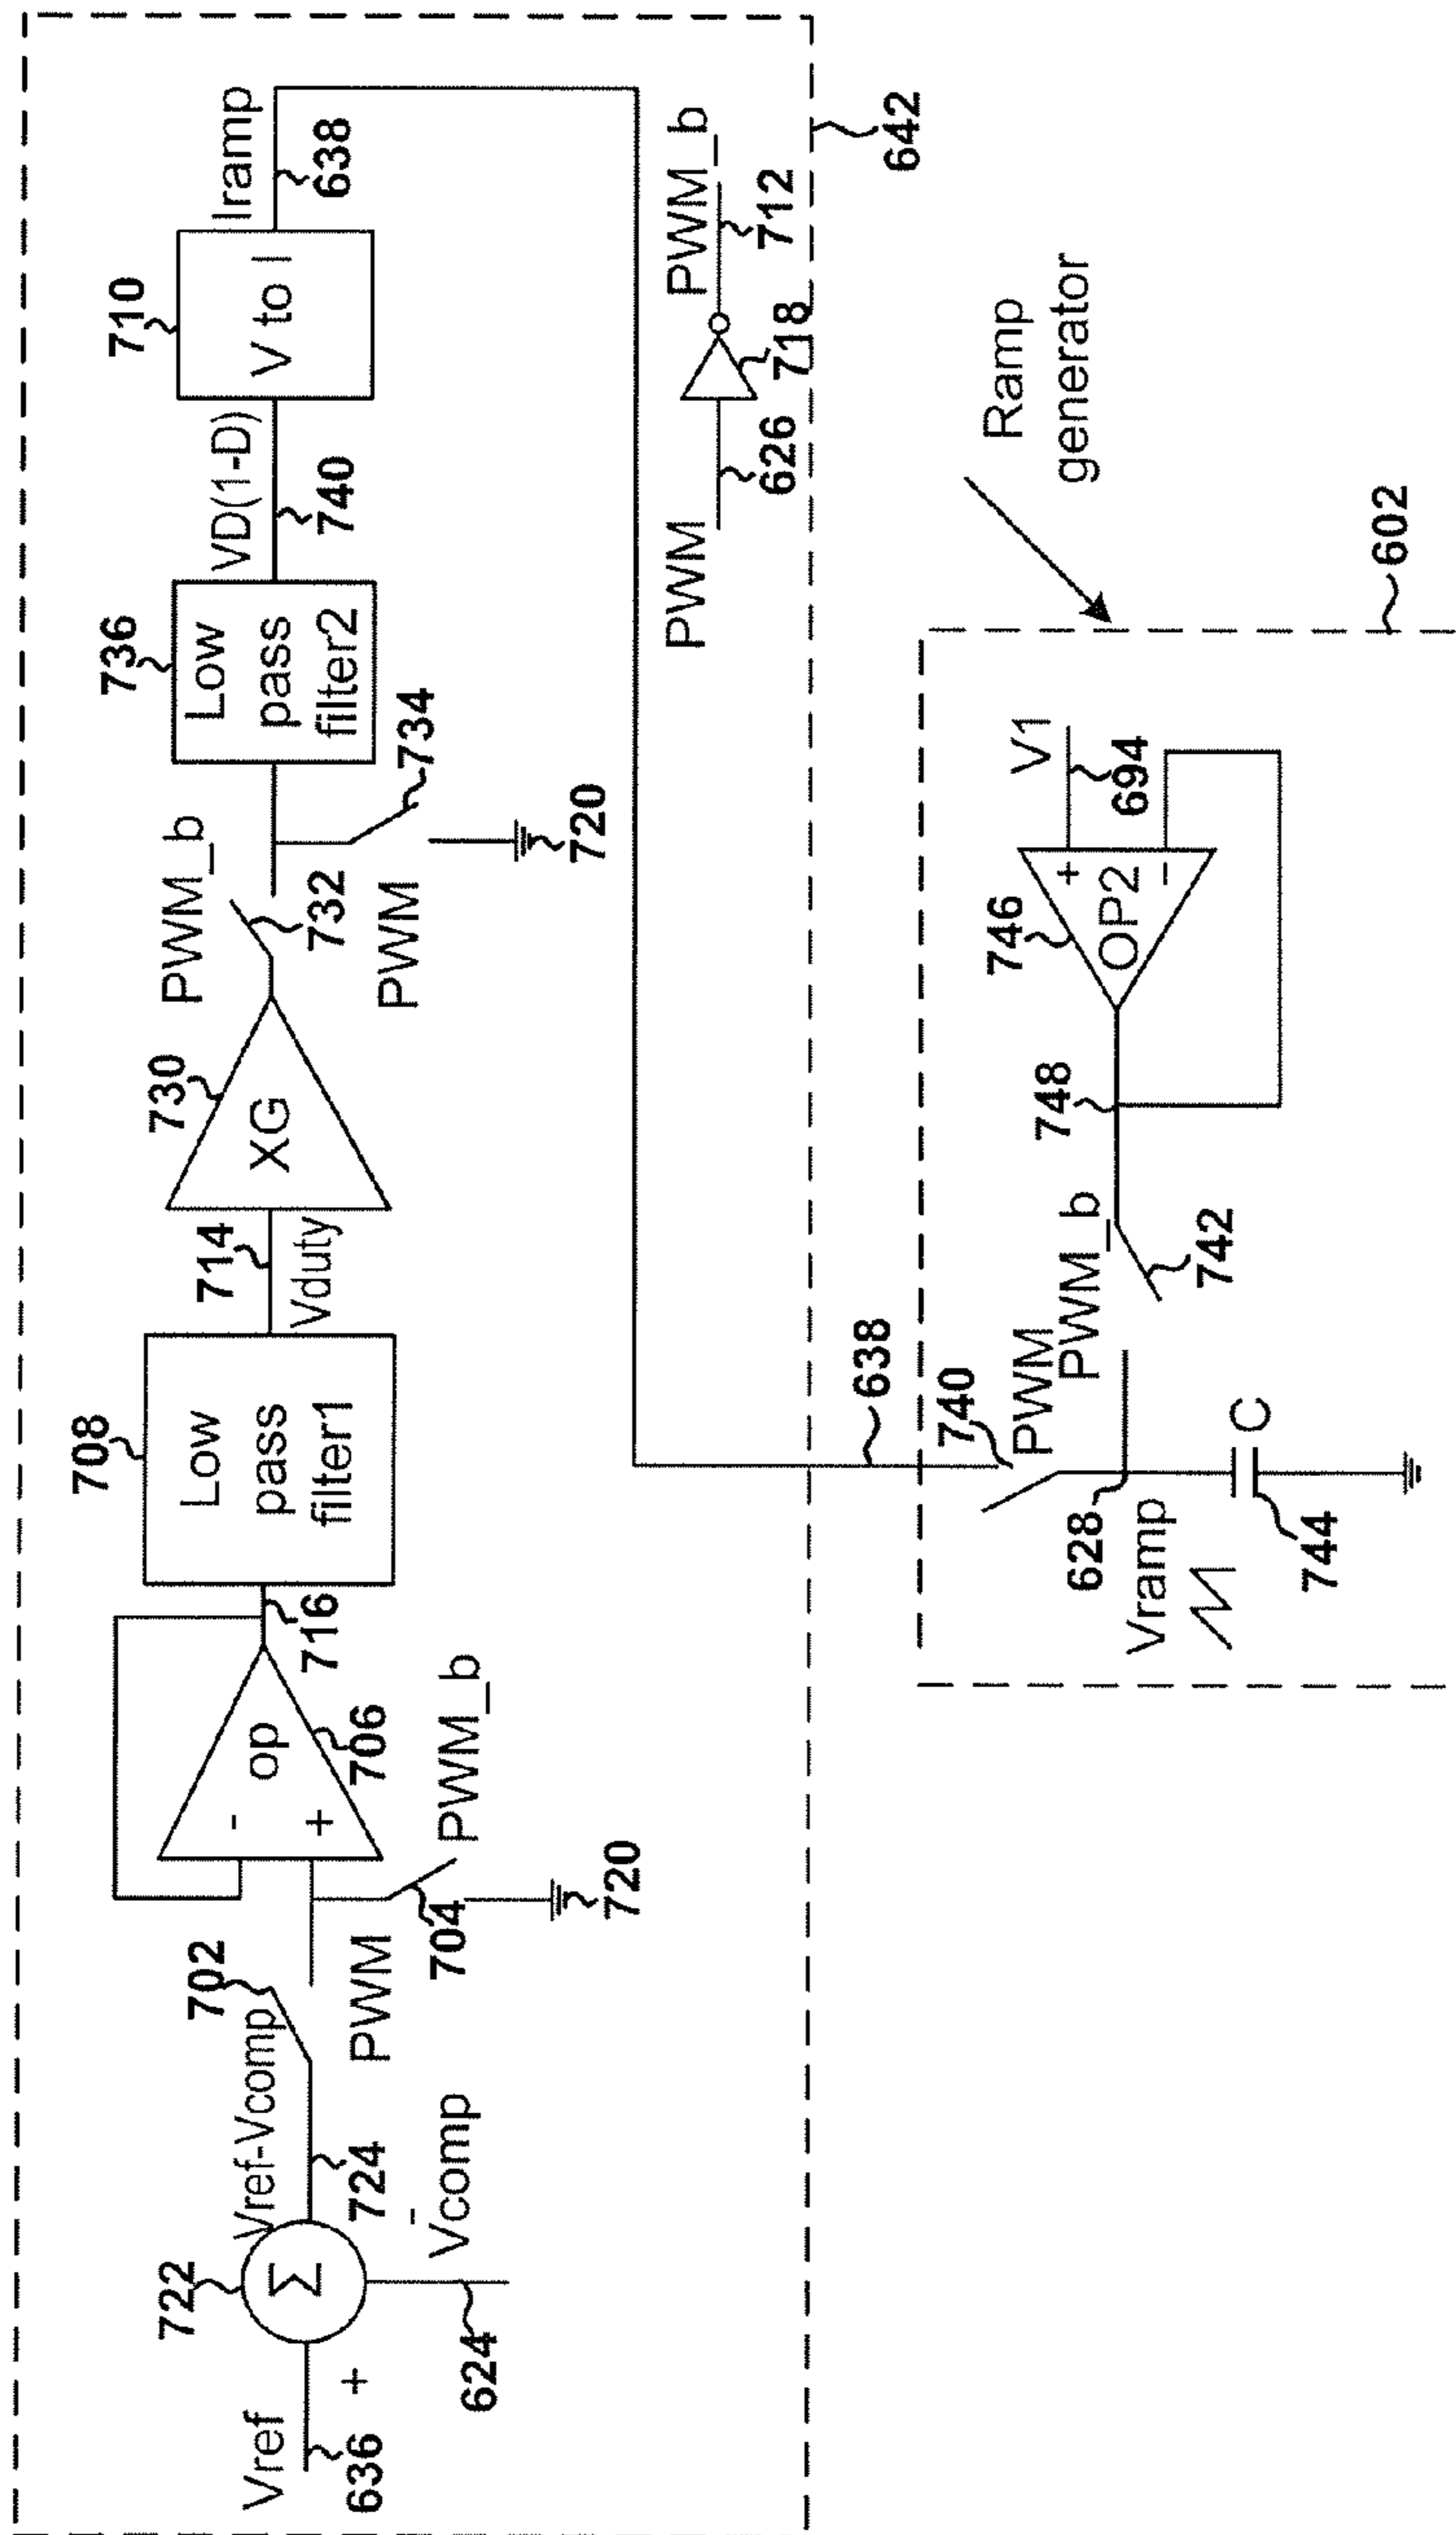 Vref
636
+
722
Σ
Vref-Vcomp
724
-
Vcomp
624
702
PWM
704
PWM_b
720
-
+
op
706
716
708
Low
pass
filter1
714
Vduty
730
XG
PWM_b
732
PWM
734
720
736
Low
pass
filter2
VD(1-D)
740
710
V to I
Iramp
638
PWM
626
718
PWM_b
712
642
638
740
PWM
PWM_b
628
Vramp
C
744
742
748
746
OP2
+
-
V1
694
Ramp
generator
602